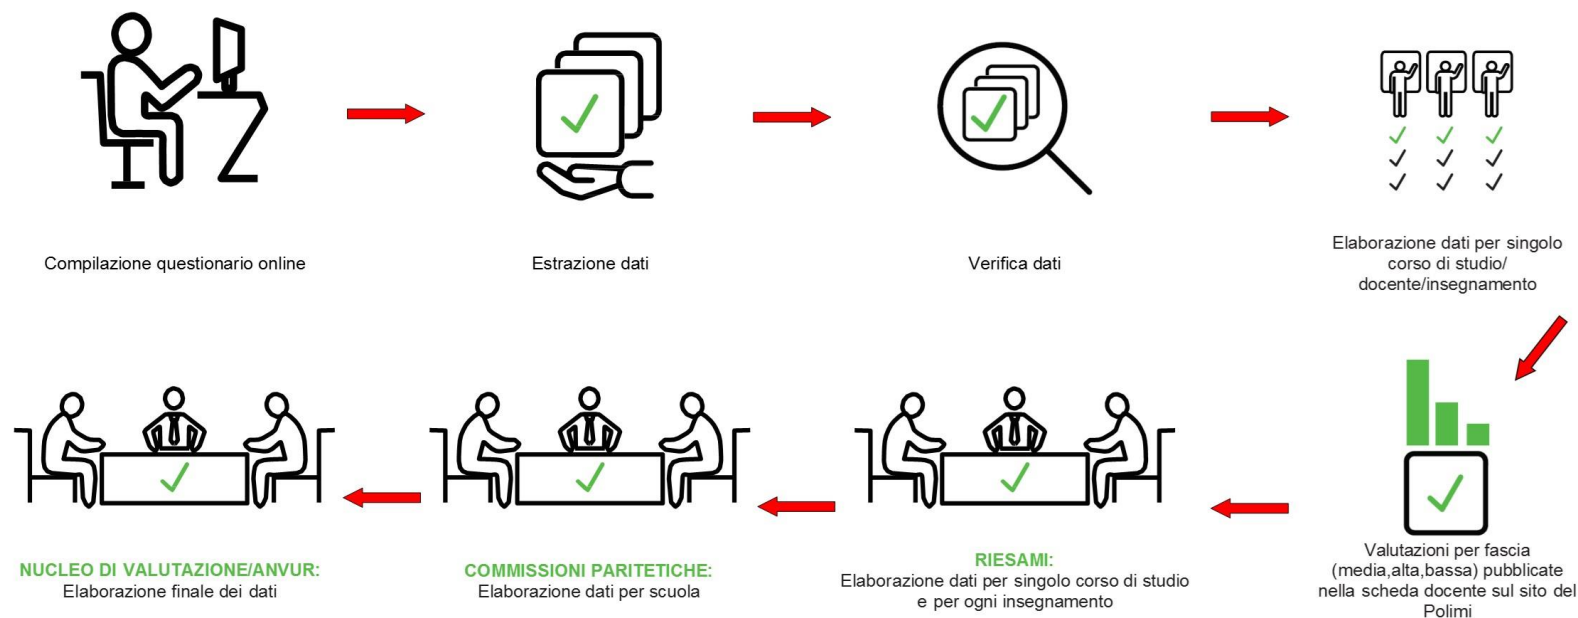 Compilazione questionario online
Estrazione dati
Verifica dati
Elaborazione dati per singolo
corso di studio/
docente/insegnamento
Valutazioni per fascia
(media,alta,bassa) pubblicate
nella scheda docente sul sito del
Polimi
RIESAMI:
Elaborazione dati per singolo corso di studio
e per ogni insegnamento
COMMISSIONI PARITETICHE:
Elaborazione dati per scuola
NUCLEO DI VALUTAZIONE/ANVUR:
Elaborazione finale dei dati